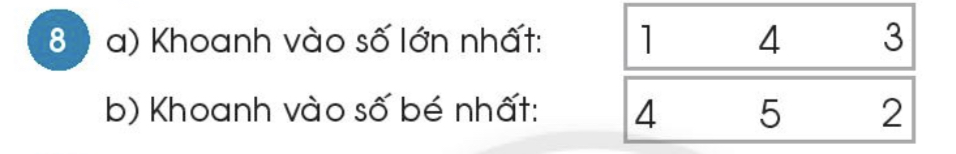 8 a) Khoanh vào số lớn nhất: 1 4 3
b) Khoanh vào số bé nhất: 4 5 2